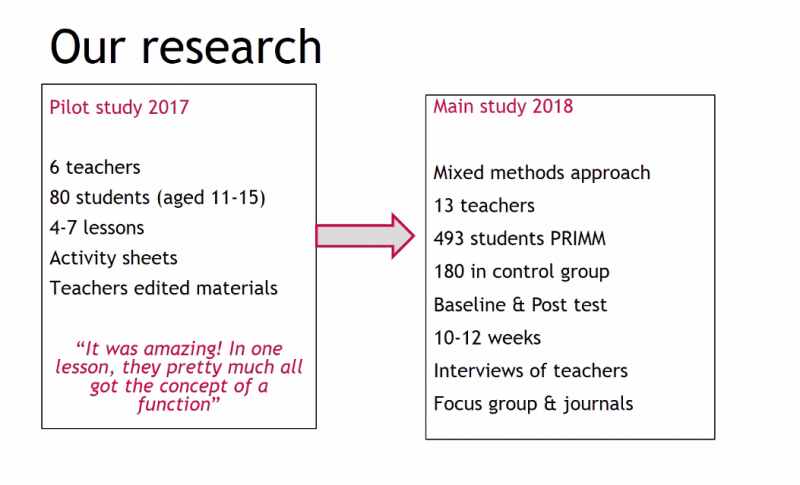 Our research
Pilot study 2017
6 teachers
80 students (aged 11-15)
4-7 lessons
Activity sheets
Teachers edited materials
“It was amazing! In one
lesson, they pretty much all
got the concept of a
function”
Main study 2018
Mixed methods approach
13 teachers
493 students PRIMM
180 in control group
Baseline & Post test
10-12 weeks
Interviews of teachers
Focus group & journals